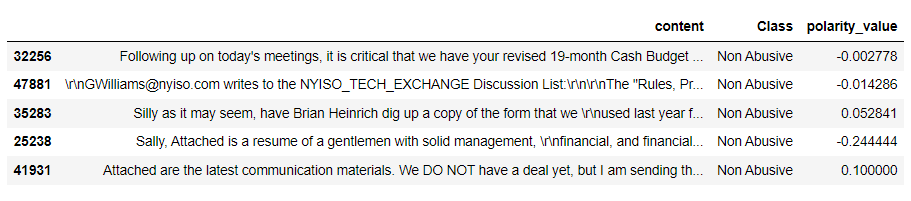 content Class polarity_value
32256 Following up on today's meetings, it is critical that we have your revised 19-month Cash Budget ... Non Abusive -0.002778
47881 \r\nGWilliams@nyiso.com writes to the NYISO_TECH_EXCHANGE Discussion List:\r\n\r\nThe "Rules, Pr... Non Abusive -0.014286
35283 Silly as it may seem, have Brian Heinrich dig up a copy of the form that we \r\nused last year f... Non Abusive 0.052841
25238 Sally, Attached is a resume of a gentlemen with solid management, \r\nfinancial, and financial... Non Abusive -0.244444
41931 Attached are the latest communication materials. We DO NOT have a deal yet, but I am sending th... Non Abusive 0.100000